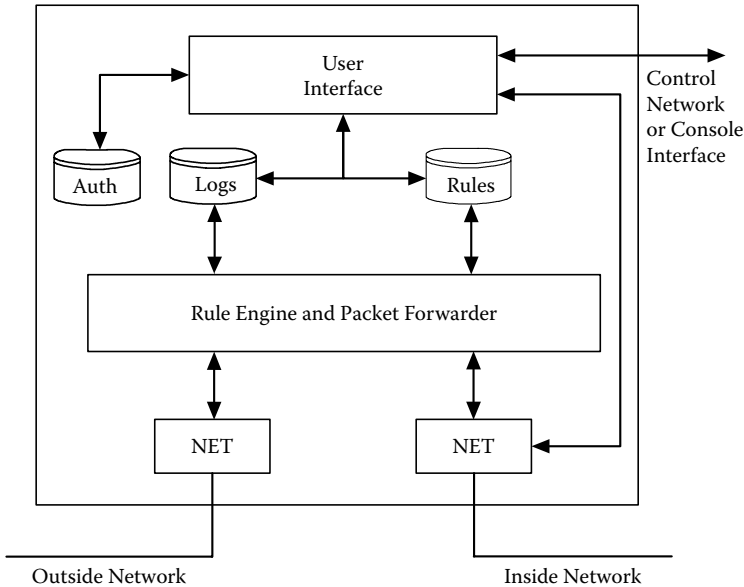 User
Interface
Control
Network
or Console
Interface
Auth
Logs
Rules
Rule Engine and Packet Forwarder
NET
NET
Outside Network
Inside Network